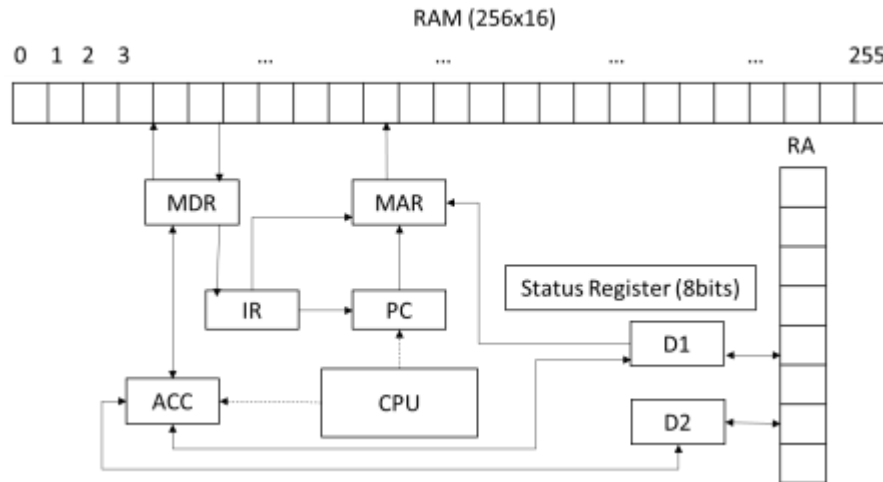 RAM (256x16)
0 1 2 3 ... ... ... ... 255
RA
MDR MAR
Status Register (8bits)
IR PC
D1
ACC CPU
D2